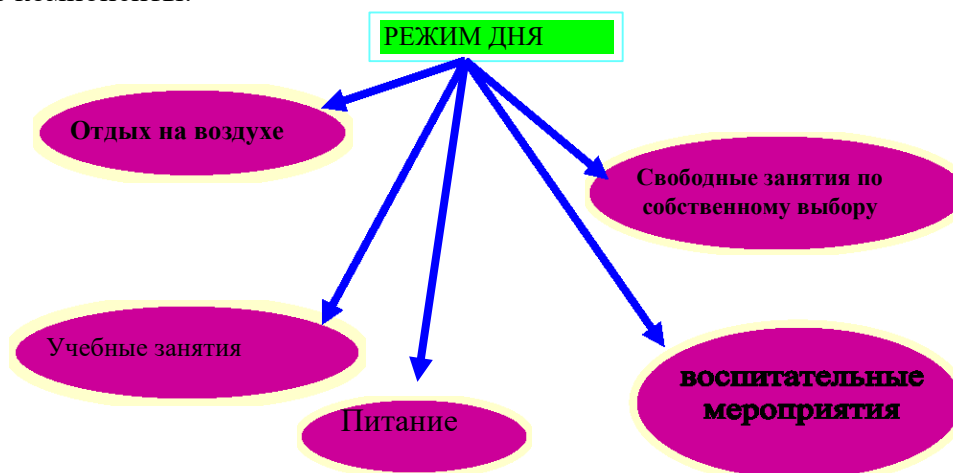 РЕЖИМ ДНЯ
Отдых на воздухе
Свободные занятия по
собственному выбору
Учебные занятия
Питание
воспитательные
мероприятия